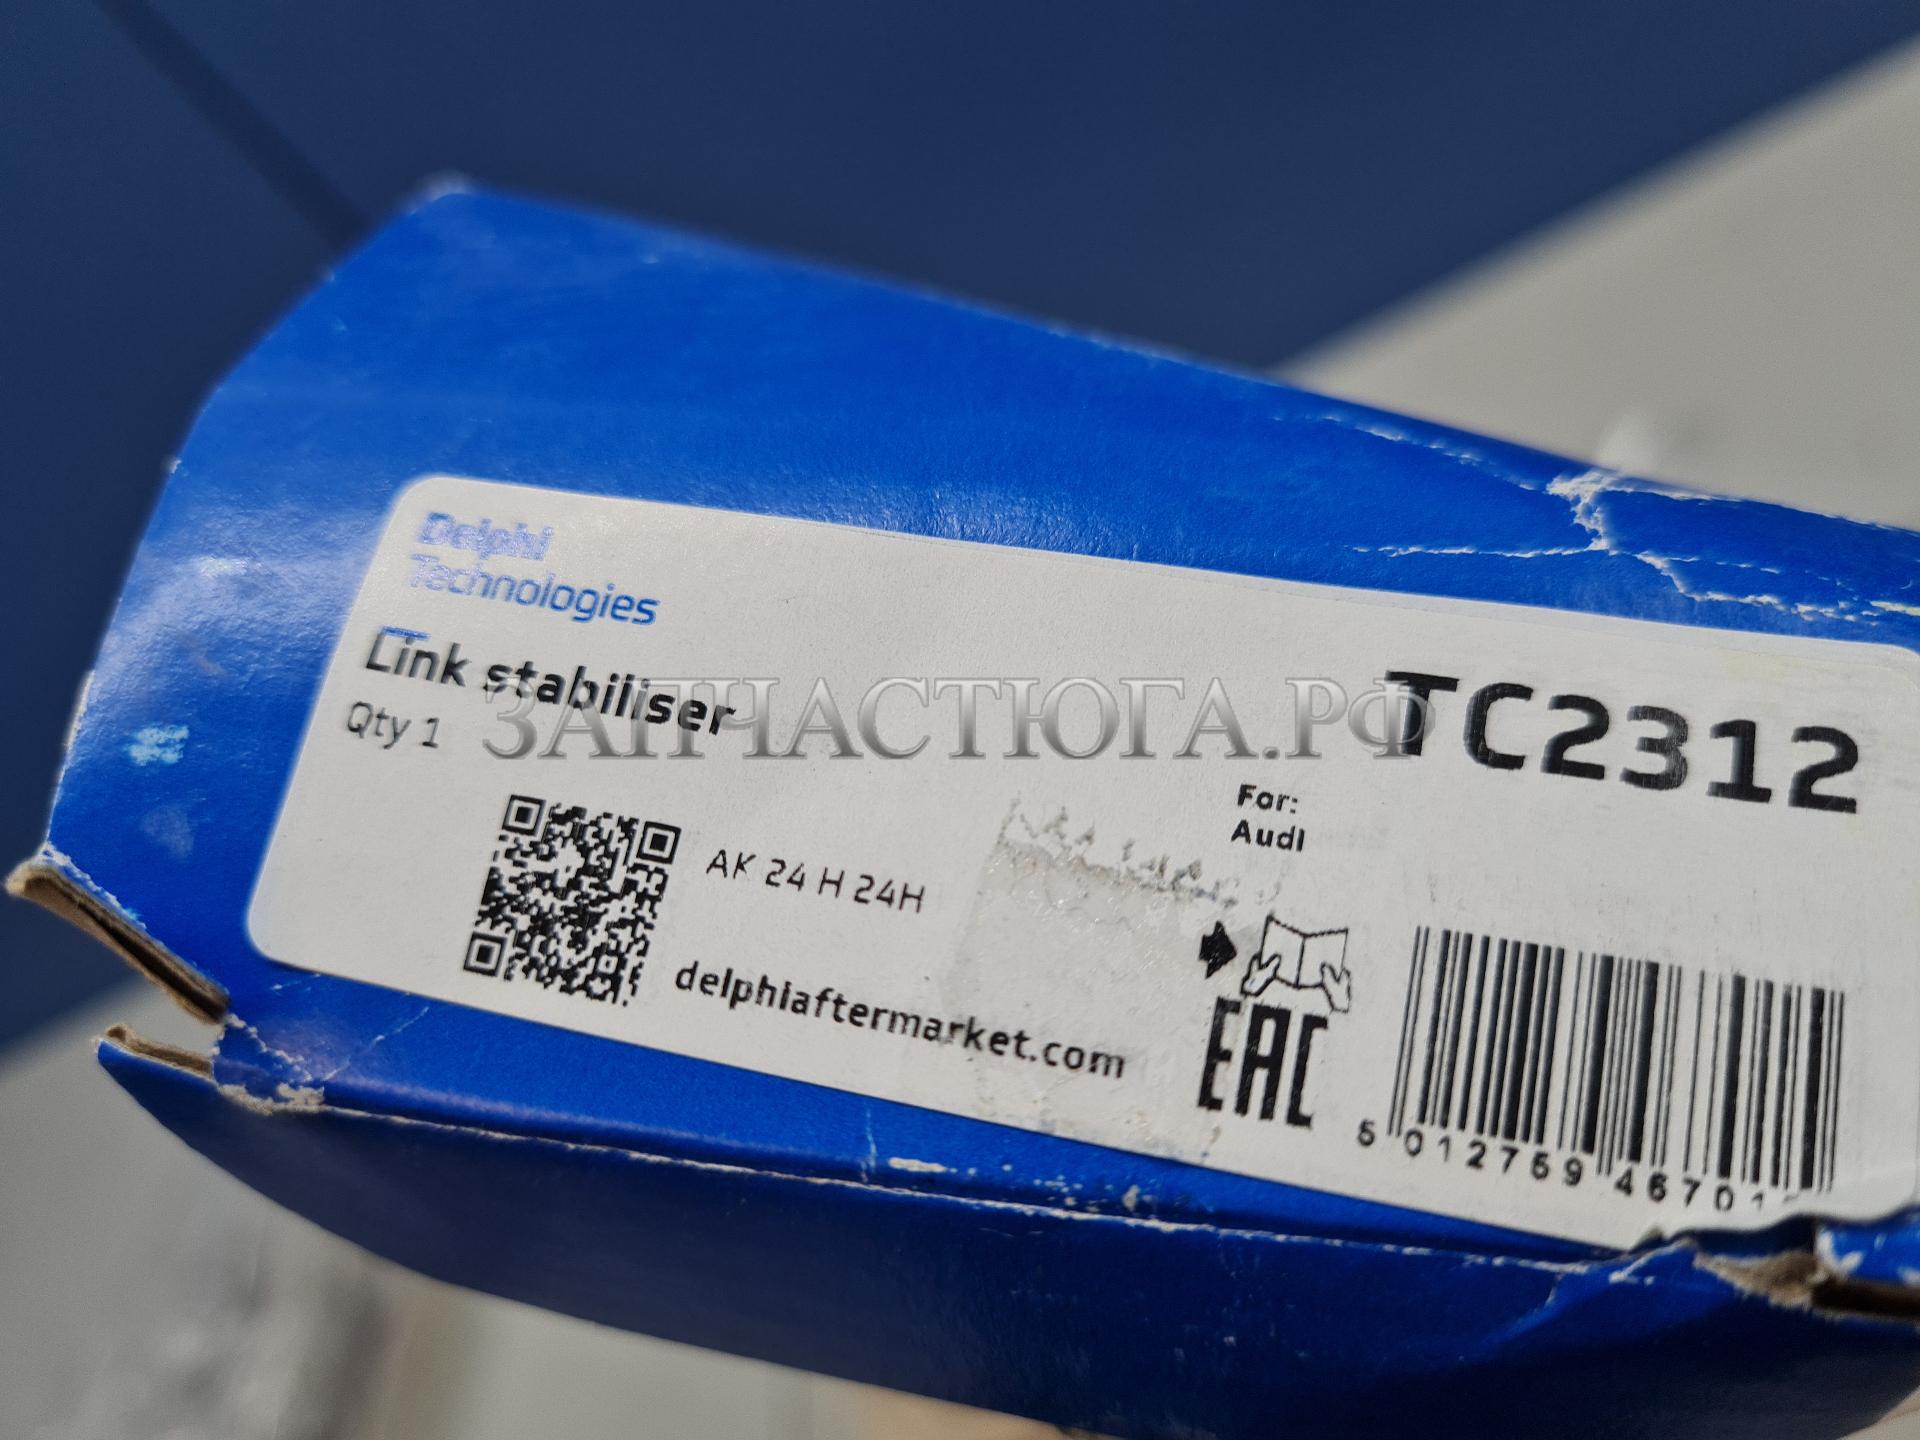 Delphi
Technologies
Link stabiliser
Qty 1
ЗАПЧАСТЮГА.РФ
TC2312
For:
Audi
AK 24 H 24H
delphiaftermarket.com
EAC
5 012759 46701